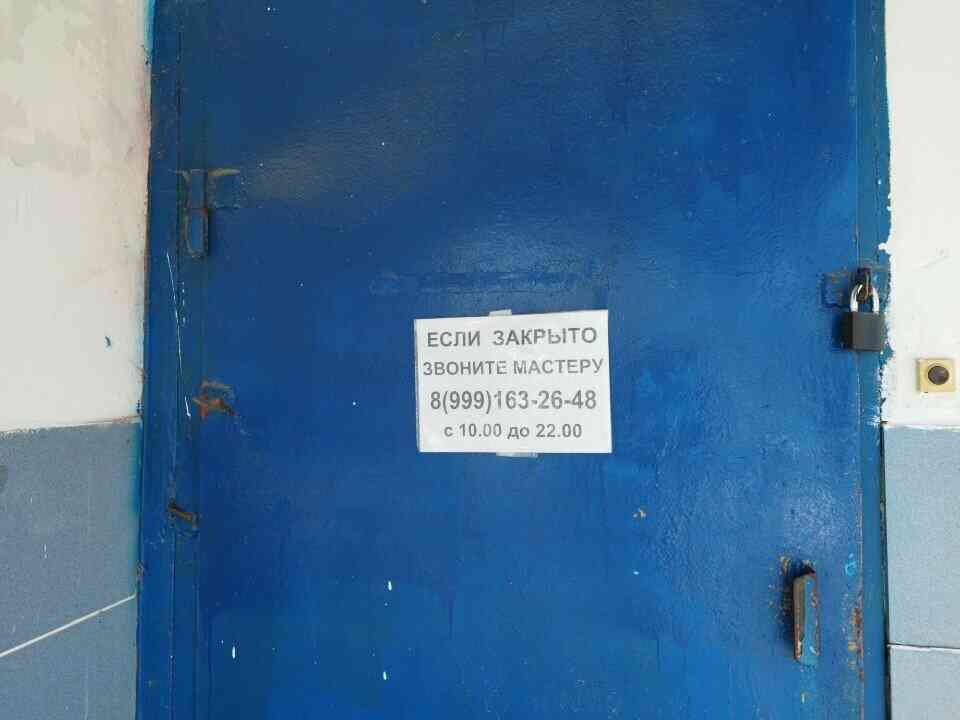 ЕСЛИ ЗАКРЫТО
ЗВОНИТЕ МАСТЕРУ
8(999)163-26-48
с 10.00 до 22.00